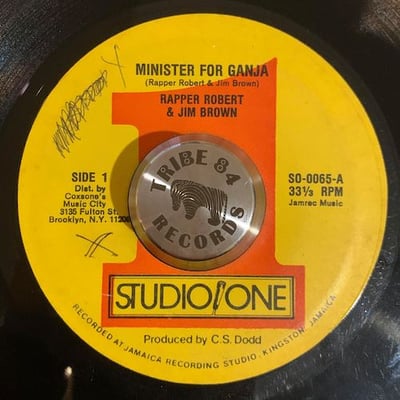 MINISTER FOR GANJA
(Rapper Robert & Jim Brown)
RAPPER ROBERT
& JIM BROWN
SIDE 1
Dist. by
Coxsone's
Music City
3135 Fulton St.
Brooklyn, N.Y.
TRIBE 84
RECORDS
SO-0065-A
33⅓ RPM
Jamrec Music
STUDIO ONE
Produced by C.S. Dodd
RECORDED AT JAMAICA RECORDING STUDIO, KINGSTON, JAMAICA